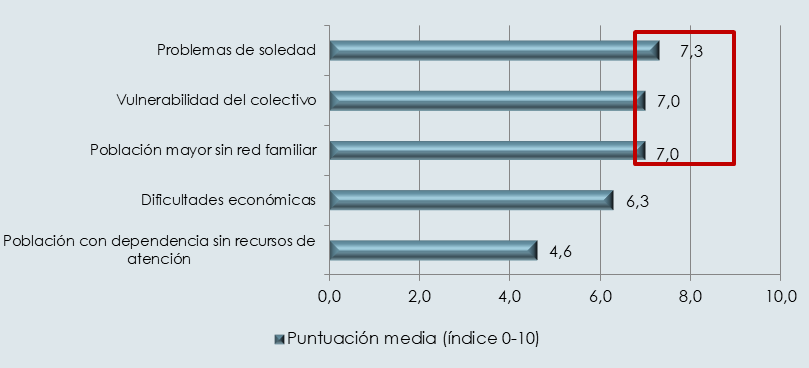 Problemas de soledad 7,3
Vulnerabilidad del colectivo 7,0
Población mayor sin red familiar 7,0
Dificultades económicas 6,3
Población con dependencia sin recursos de
atención 4,6
0,0 2,0 4,0 6,0 8,0 10,0
Puntuación media (índice 0-10)